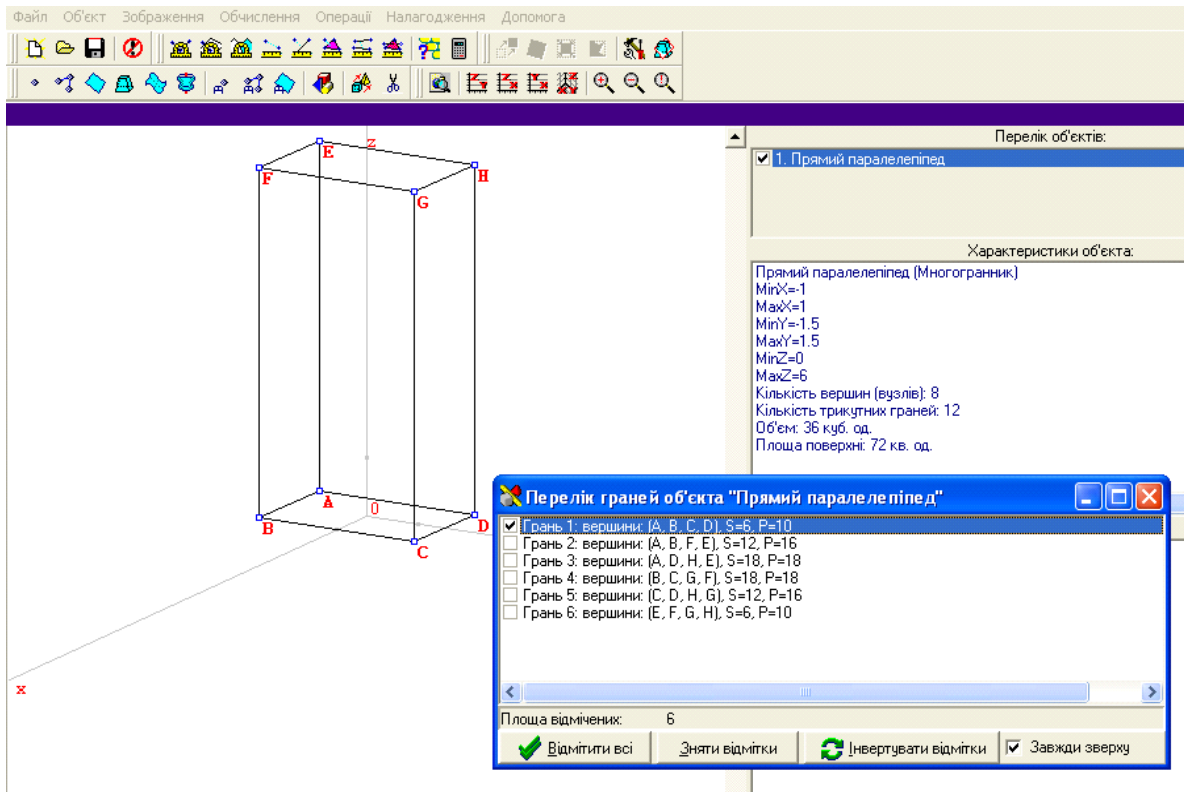 Файл Об'єкт Зображення Обчислення Операції Налагодження Допомога
Перелік об'єктів:
1. Прямий паралелепіпед
Характеристики об'єкта:
Прямий паралелепіпед (Многогранник)
MinX=-1
MaxX=1
MinY=-1.5
MaxY=1.5
MinZ=0
MaxZ=6
Кількість вершин (вузлів): 8
Кількість трикутних граней: 12
Об'єм: 36 куб. од.
Площа поверхні: 72 кв. од.
E
z
F
H
G
A
0
B
D
C
x
Перелік граней об'єкта "Прямий паралелепіпед"
Грань 1: вершини: (A, B, C, D), S=6, P=10
Грань 2: вершини: (A, B, F, E), S=12, P=16
Грань 3: вершини: (A, D, H, E), S=18, P=18
Грань 4: вершини: (B, C, G, F), S=18, P=18
Грань 5: вершини: (C, D, H, G), S=12, P=16
Грань 6: вершини: (E, F, G, H), S=6, P=10
Площа відмічених: 6
Відмітити всі Зняти відмітки Інвертувати відмітки Завжди зверху